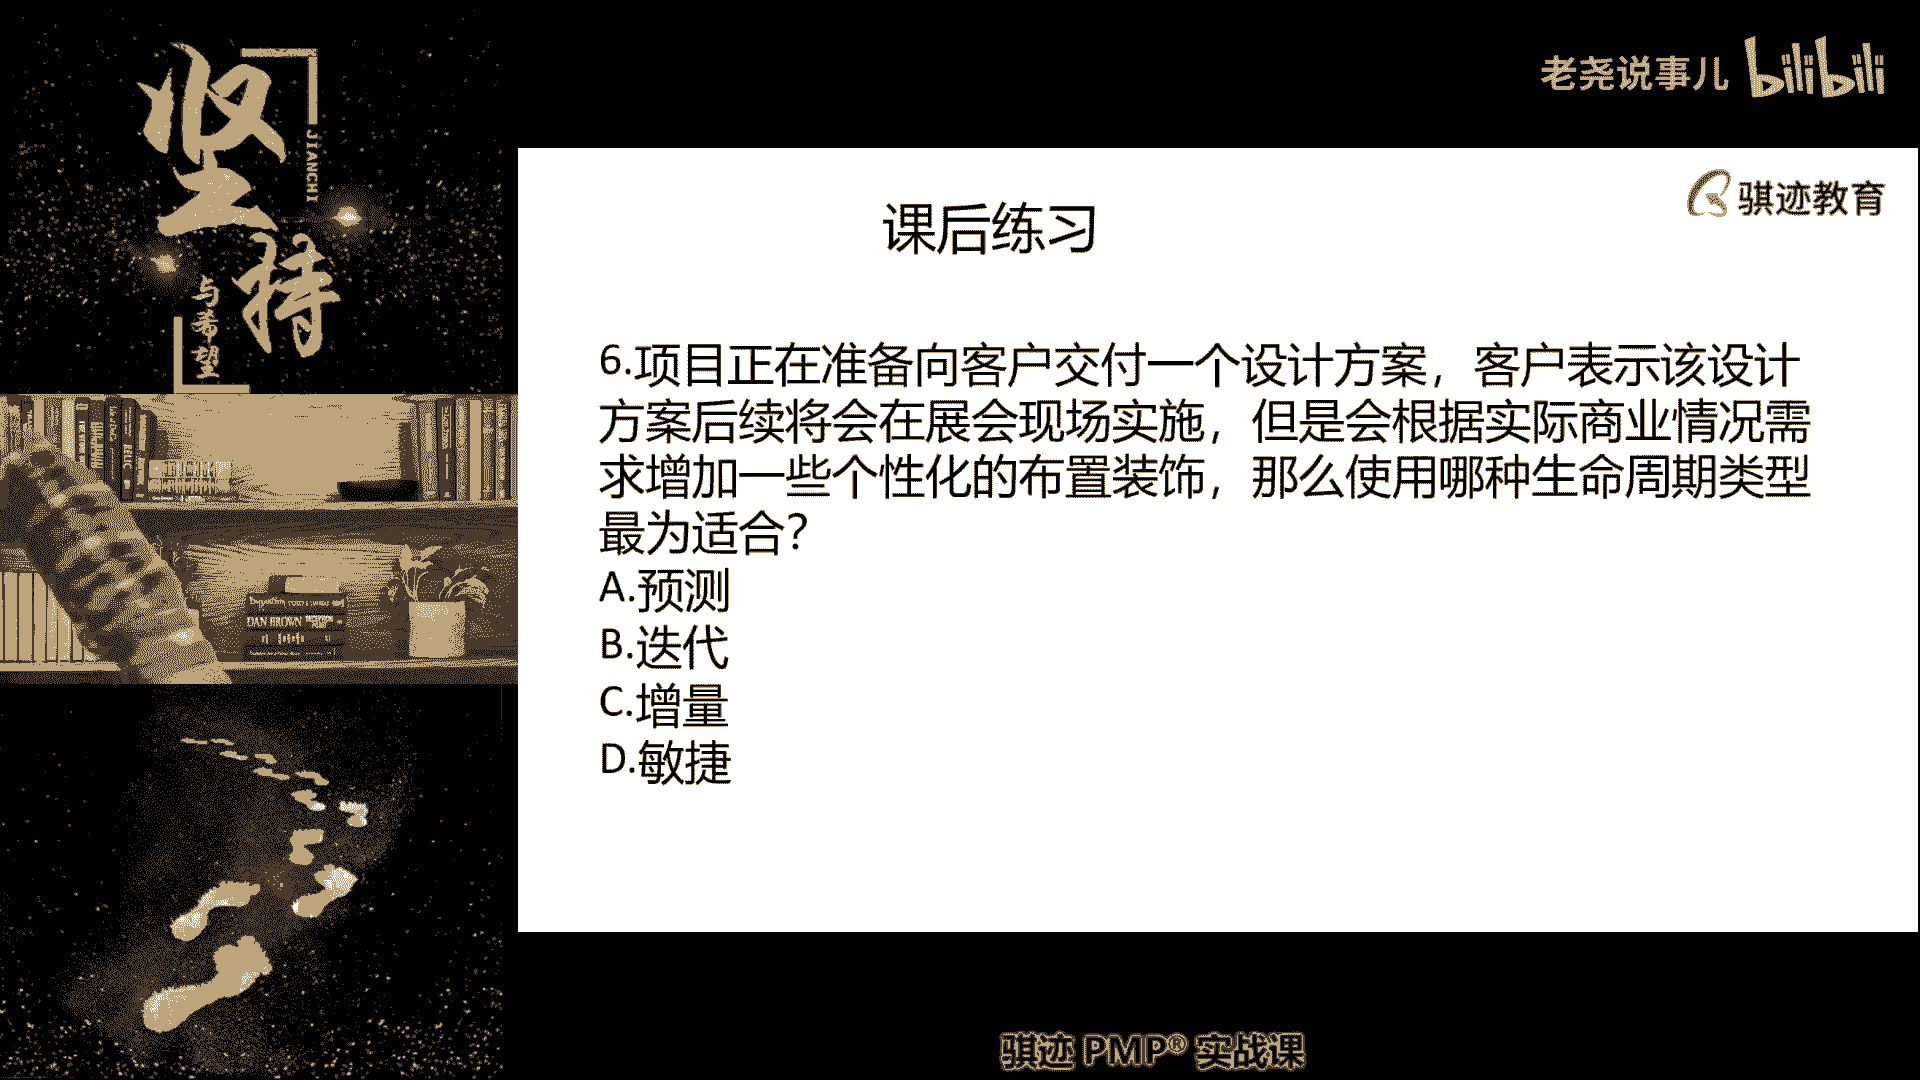 坚持
JIANCHI
与希望
老尧说事儿 bilibili
骐迹教育
课后练习
6.项目正在准备向客户交付一个设计方案，客户表示该设计
方案后续将会在展会现场实施，但是会根据实际商业情况需
求增加一些个性化的布置装饰，那么使用哪种生命周期类型
最为适合？
A.预测
B.迭代
C.增量
D.敏捷
DAN BROWN
骐迹 PMP® 实战课